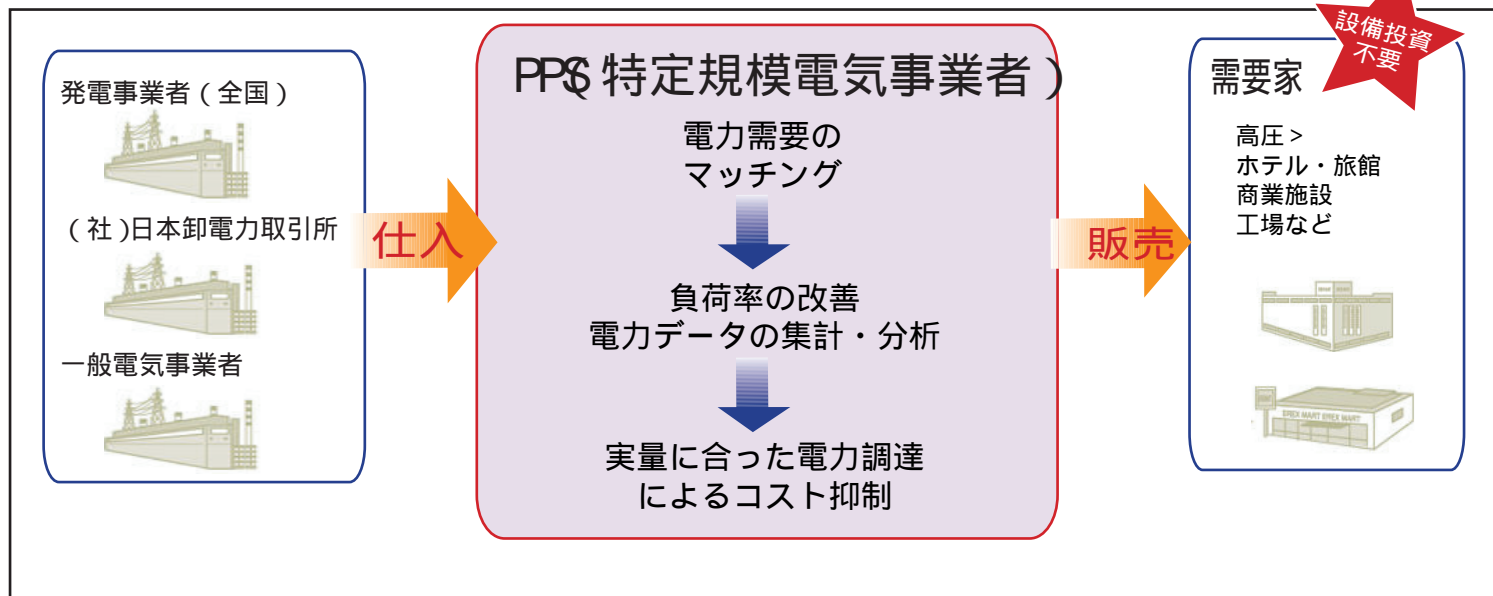 発電事業者(全国)
(社)日本卸電力取引所
一般電気事業者
仕入
PPS(特定規模電気事業者)
電力需要の
マッチング
負荷率の改善
電力データの集計・分析
実量に合った電力調達
によるコスト抑制
販売
設備投資
不要
需要家
高圧>
ホテル・旅館
商業施設
工場など
EREX MART EREX MART